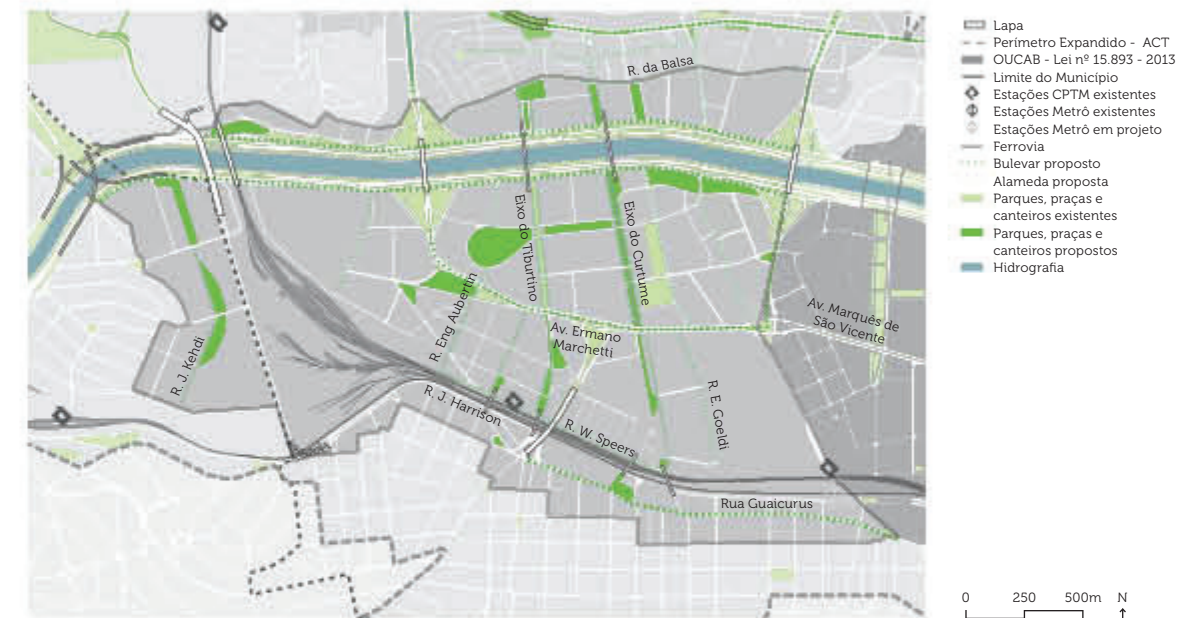 R. da Balsa
Eixo do Tiburtino
Eixo do Curtume
R. Eng Aubertin
Av. Ermano
Marchetti
Av. Marquês de
São Vicente
R. J. Kehdi
R. J. Harrison
R. W. Speers
R. E. Goeldi
Rua Guaicurus
Lapa
Perímetro Expandido - ACT
OUCAB - Lei nº 15.893 - 2013
Limite do Município
Estações CPTM existentes
Estações Metrô existentes
Estações Metrô em projeto
Ferrovia
Bulevar proposto
Alameda proposta
Parques, praças e
canteiros existentes
Parques, praças e
canteiros propostos
Hidrografia
0 250 500m N